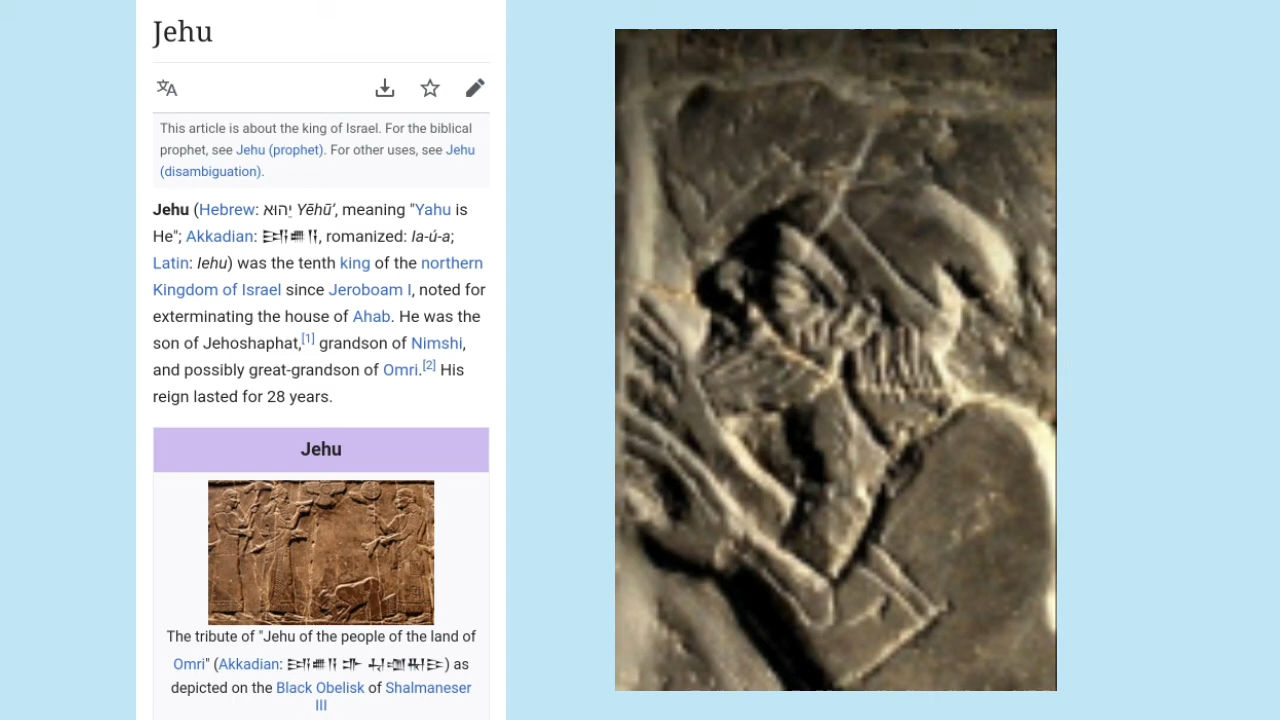 Jehu
This article is about the king of Israel. For the biblical
prophet, see Jehu (prophet). For other uses, see Jehu
(disambiguation).
Jehu (Hebrew: יֵהוּא Yēhū’, meaning "Yahu is
He"; Akkadian: 𒅀𒌑𒀀, romanized: Ia-ú-a;
Latin: Iehu) was the tenth king of the northern
Kingdom of Israel since Jeroboam I, noted for
exterminating the house of Ahab. He was the
son of Jehoshaphat,[1] grandson of Nimshi,
and possibly great-grandson of Omri.[2] His
reign lasted for 28 years.
Jehu
The tribute of "Jehu of the people of the land of
Omri" (Akkadian: 𒅀𒌑𒀀) as
depicted on the Black Obelisk of Shalmaneser
III